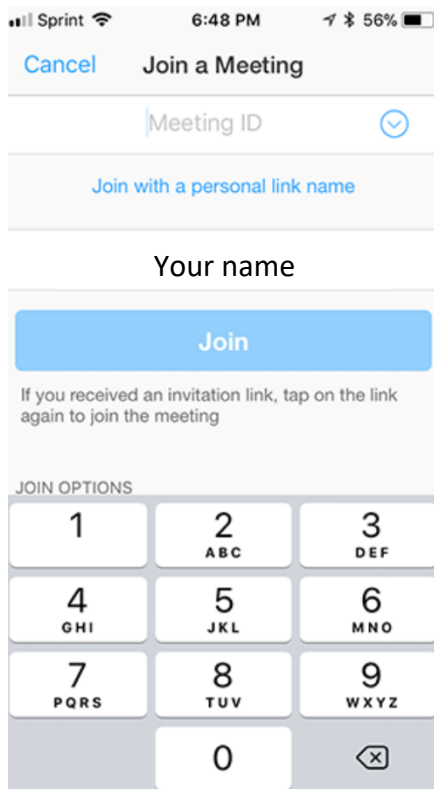 Sprint 6:48 PM 56%
Cancel Join a Meeting
Meeting ID
Join with a personal link name
Your name
Join
If you received an invitation link, tap on the link
again to join the meeting
JOIN OPTIONS
1 2 3
ABC DEF
4 5 6
GHI JKL MNO
7 8 9
PQRS TUV WXYZ
0